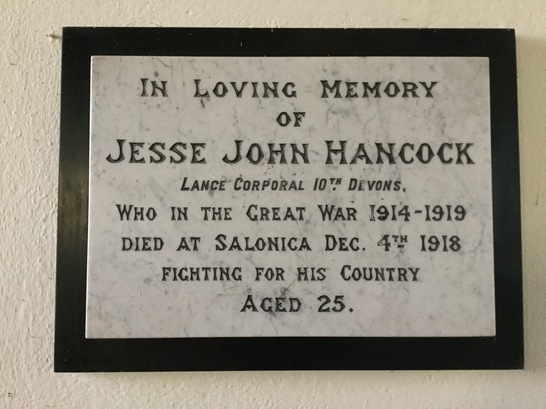 In Loving Memory
of
Jesse John Hancock
Lance Corporal 10th Devons,
Who in the Great War 1914-1919
died at Salonica Dec. 4th 1918
fighting for his Country
Aged 25.